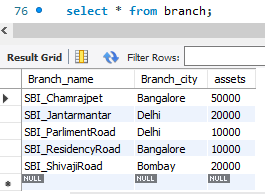 76 select * from branch;
Result Grid Filter Rows:
Branch_name Branch_city assets
SBI_Chamrajpet Bangalore 50000
SBI_Jantarmantar Delhi 20000
SBI_ParlimentRoad Delhi 10000
SBI_ResidencyRoad Bangalore 10000
SBI_ShivajiRoad Bombay 20000
NULL NULL NULL